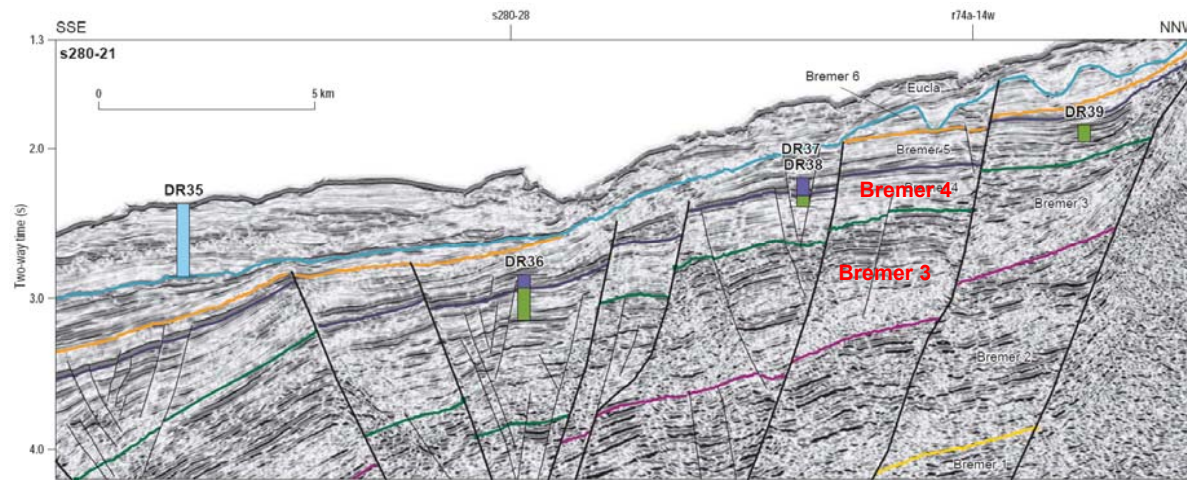 s280-28
r74a-14w
SSE
NNW
1.3
s280-21
0
5 km
Bremer 6
Eucla
DR39
2.0
DR37
DR38
Bremer 5
DR35
Bremer 4
Bremer 3
Two-way time (s)
DR36
Bremer 3
3.0
Bremer 2
4.0
Bremer 1